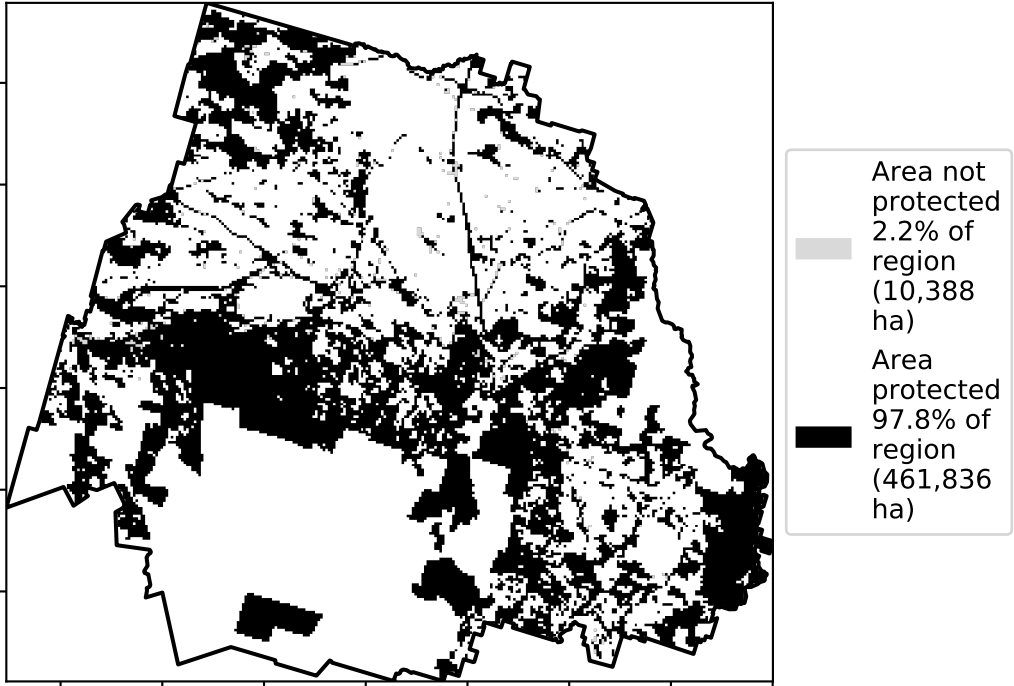 Area not
protected
2.2% of
region
(10,388
ha)
Area
protected
97.8% of
region
(461,836
ha)